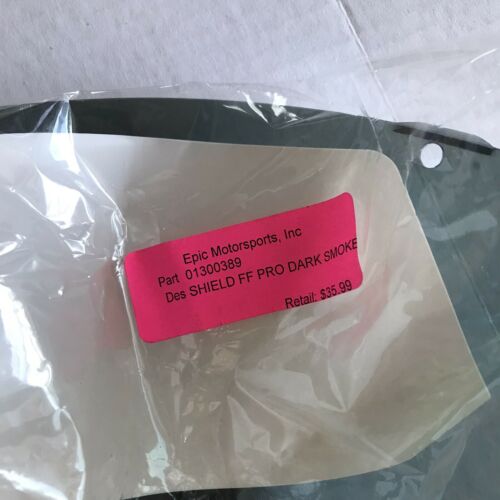 Epic Motorsports, Inc
Part 01300389
Des SHIELD FF PRO DARK SMOKE
Retail: $35.99